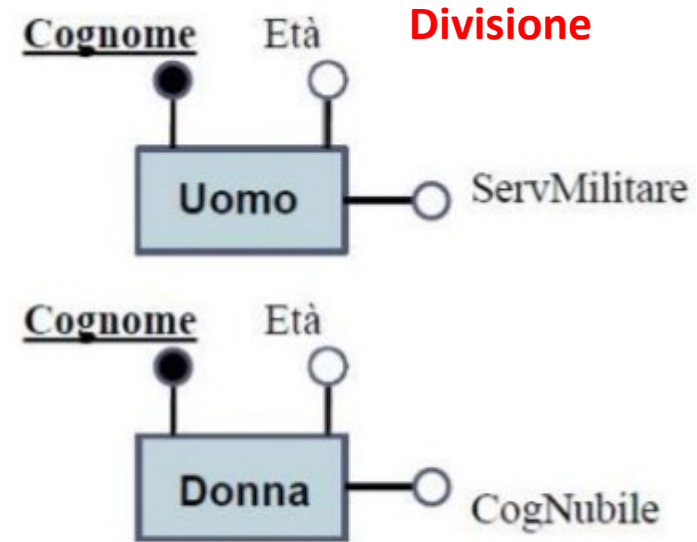 Cognome Età Divisione
Uomo ServMilitare
Cognome Età
Donna CogNubile